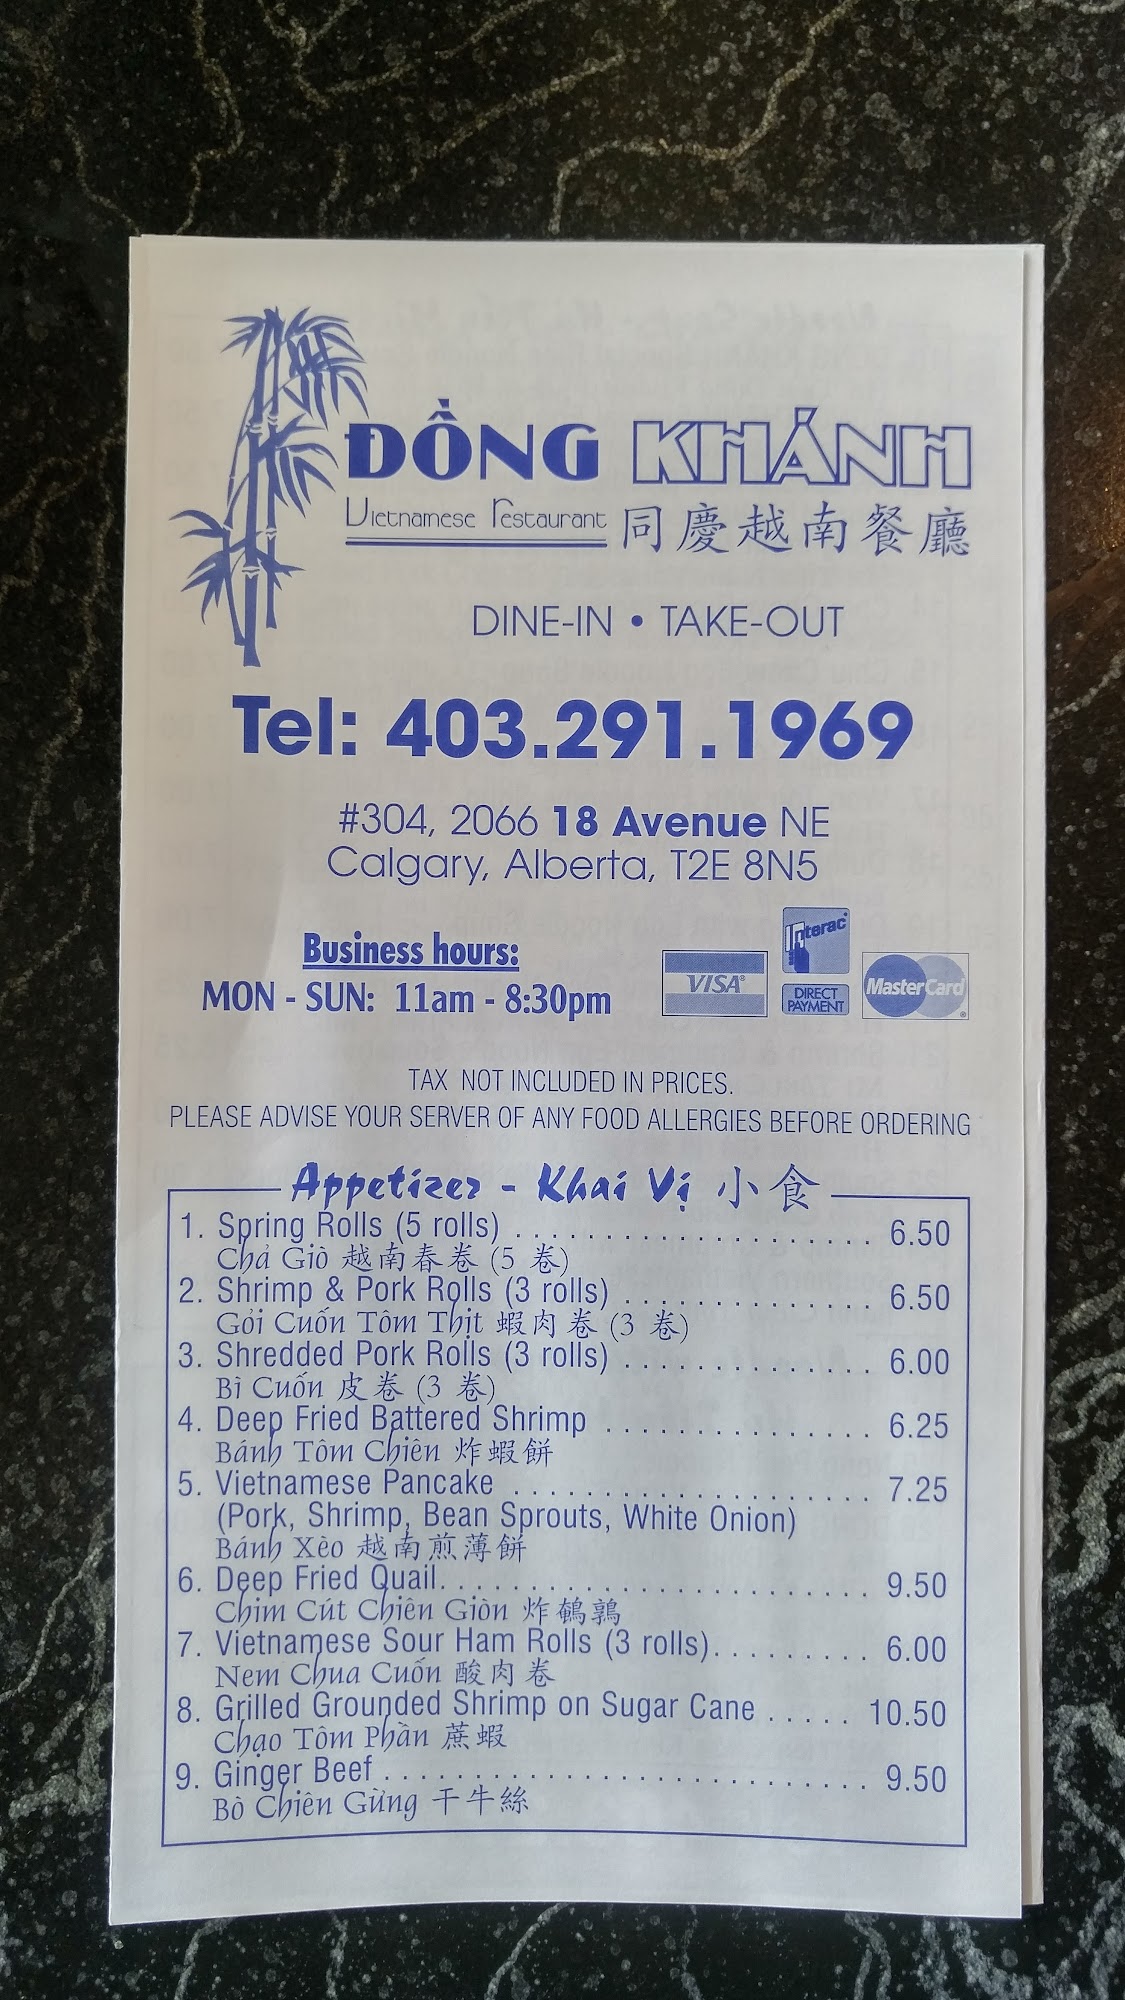 ĐỒNG KHÁNH
Vietnamese restaurant 同慶越南餐廳
DINE-IN • TAKE-OUT
Tel: 403.291.1969
#304, 2066 18 Avenue NE
Calgary, Alberta, T2E 8N5
Business hours:
MON - SUN: 11am - 8:30pm
VISA
Interac
DIRECT
PAYMENT
MasterCard
TAX NOT INCLUDED IN PRICES.
PLEASE ADVISE YOUR SERVER OF ANY FOOD ALLERGIES BEFORE ORDERING
Appetizer - Khai Vị 小食
1. Spring Rolls (5 rolls) . . . . . . . . . . . . . . . . . . . . 6.50
Chả Giò 越南春卷 (5 卷)
2. Shrimp & Pork Rolls (3 rolls) . . . . . . . . . . . . . . 6.50
Gỏi Cuốn Tôm Thịt 蝦肉卷 (3 卷)
3. Shredded Pork Rolls (3 rolls) . . . . . . . . . . . . . . 6.00
Bì Cuốn 皮卷 (3 卷)
4. Deep Fried Battered Shrimp . . . . . . . . . . . . . . . 6.25
Bánh Tôm Chiên 炸蝦餅
5. Vietnamese Pancake . . . . . . . . . . . . . . . . . . . . 7.25
(Pork, Shrimp, Bean Sprouts, White Onion)
Bánh Xèo 越南煎薄餅
6. Deep Fried Quail. . . . . . . . . . . . . . . . . . . . . . . . 9.50
Chim Cút Chiên Giòn 炸鵪鶉
7. Vietnamese Sour Ham Rolls (3 rolls). . . . . . . . . 6.00
Nem Chua Cuốn 酸肉卷
8. Grilled Grounded Shrimp on Sugar Cane . . . . . 10.50
Chạo Tôm Phần 蔗蝦
9. Ginger Beef . . . . . . . . . . . . . . . . . . . . . . . . . . . 9.50
Bò Chiên Gừng 干牛絲